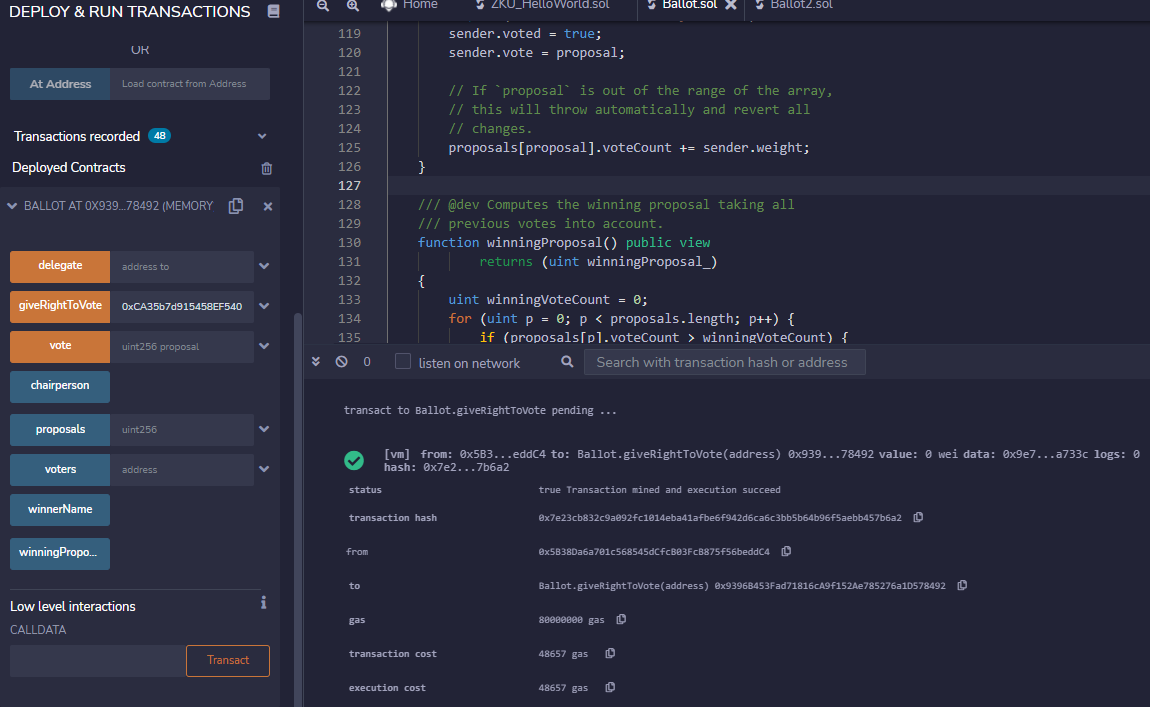 DEPLOY & RUN TRANSACTIONS
OR
At Address
Load contract from Address
Transactions recorded 48
Deployed Contracts
BALLOT AT 0X939...78492 (MEMORY
delegate
address to
giveRightToVote
0xCA35b7d915458EF540
vote
uint256 proposal
chairperson
proposals
uint256
voters
address
winnerName
winningPropo...
Low level interactions
i
CALLDATA
Transact
Home
ZKU_HelloWorld.sol
Ballot.sol
Ballot2.sol
119 sender.voted = true;
120 sender.vote = proposal;
121
122 // If `proposal` is out of the range of the array,
123 // this will throw automatically and revert all
124 // changes.
125 proposals[proposal].voteCount += sender.weight;
126 }
127
128 /// @dev Computes the winning proposal taking all
129 /// previous votes into account.
130 function winningProposal() public view
131 returns (uint winningProposal_)
132 {
133 uint winningVoteCount = 0;
134 for (uint p = 0; p < proposals.length; p++) {
135 if (proposals[p].voteCount > winningVoteCount) {
0
listen on network
Search with transaction hash or address
transact to Ballot.giveRightToVote pending ...
[vm] from: 0x5B3...eddC4 to: Ballot.giveRightToVote(address) 0x939...78492 value: 0 wei data: 0x9e7...a733c logs: 0
hash: 0x7e2...7b6a2
status true Transaction mined and execution succeed
transaction hash 0x7e23cb832c9a092fc1014eba41afbe6f942d6ca6c3bb5b64b96f5aebb457b6a2
from 0x5B38Da6a701c568545dCfcB03FcB875f56beddC4
to Ballot.giveRightToVote(address) 0x9396B453Fad71816cA9f152Ae785276a1D578492
gas 80000000 gas
transaction cost 48657 gas
execution cost 48657 gas